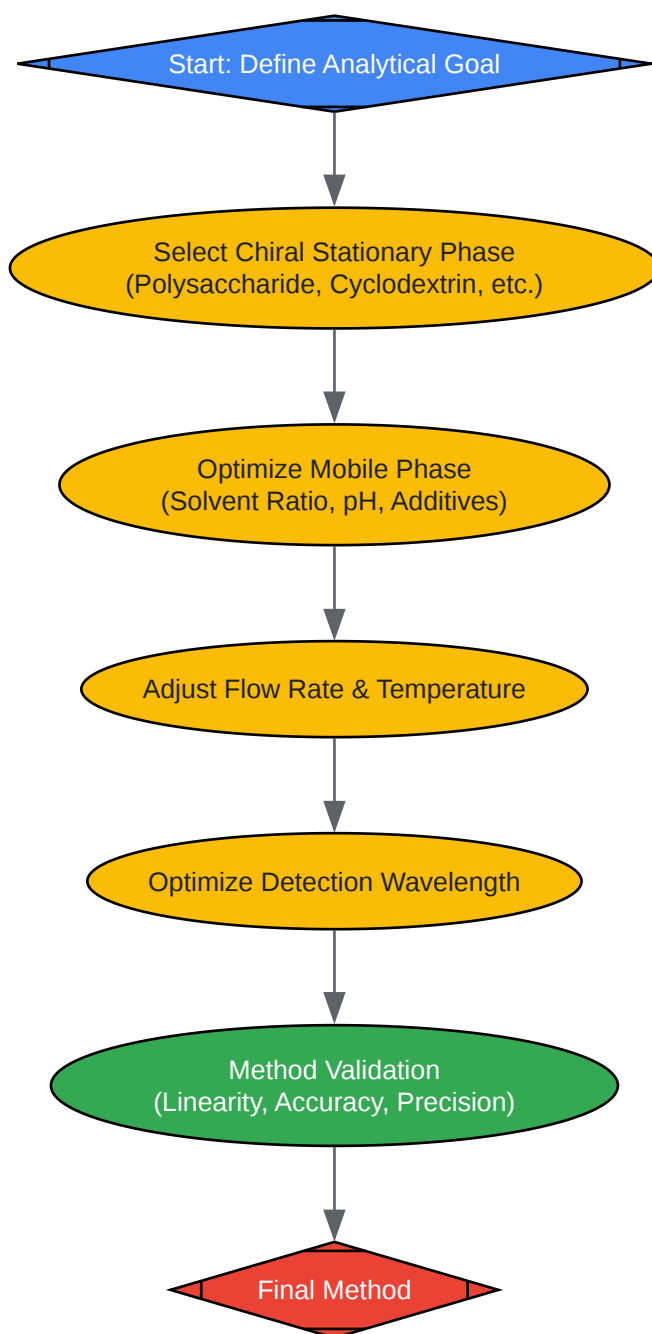 Start: Define Analytical Goal
Select Chiral Stationary Phase
(Polysaccharide, Cyclodextrin, etc.)
Optimize Mobile Phase
(Solvent Ratio, pH, Additives)
Adjust Flow Rate & Temperature
Optimize Detection Wavelength
Method Validation
(Linearity, Accuracy, Precision)
Final Method